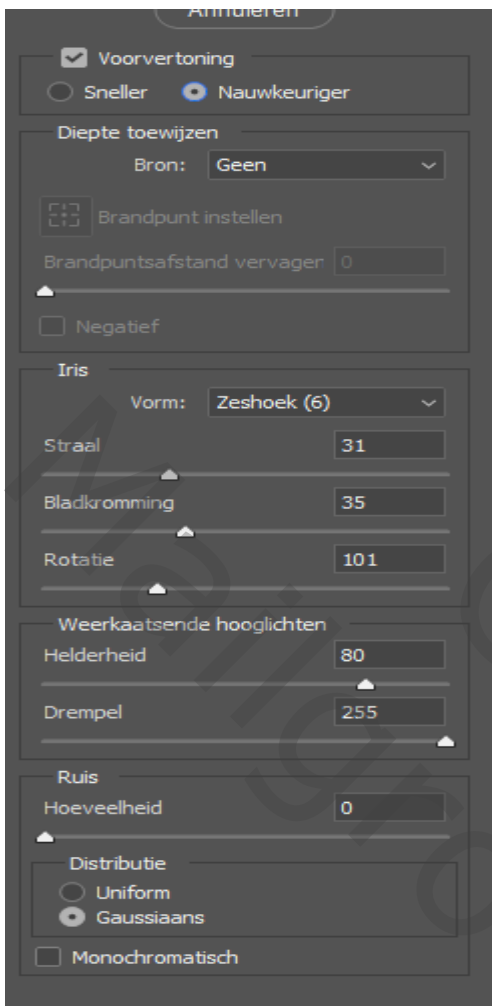 Annuleren
Voorvertoning
Sneller Nauwkeuriger
Diepte toewijzen
Bron: Geen
Brandpunt instellen
Brandpuntsafstand vervager 0
Negatief
Iris
Vorm: Zeshoek (6)
Straal 31
Bladkromming 35
Rotatie 101
Weerkaatsende hooglichten
Helderheid 80
Drempel 255
Ruis
Hoeveelheid 0
Distributie
Uniform
Gaussiaans
Monochromatisch